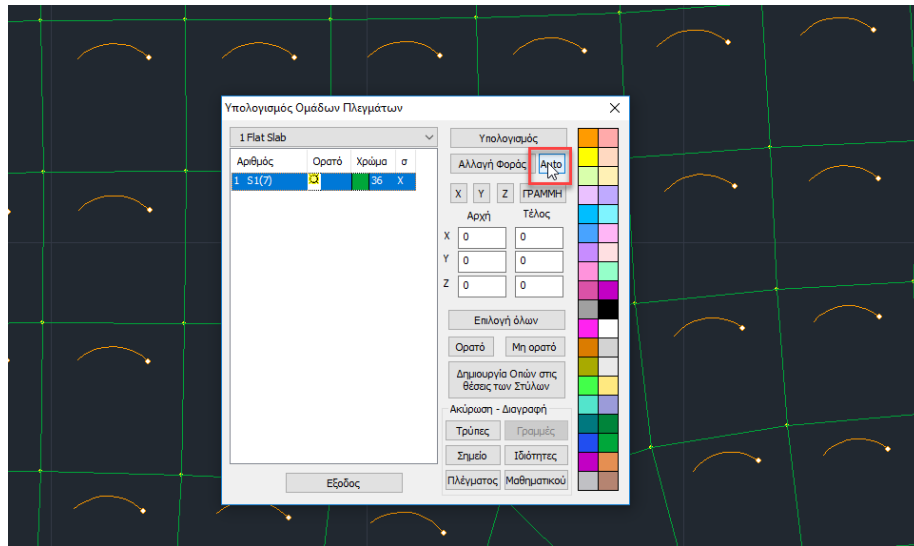 Υπολογισμός Ομάδων Πλεγμάτων
1 Flat Slab
Αριθμός Ορατό Χρώμα σ
1 S1(7) 36 X
Υπολογισμός
Αλλαγή Φοράς Auto
X Y Z ΓΡΑΜΜΗ
Αρχή Τέλος
X 0 0
Y 0 0
Z 0 0
Επιλογή όλων
Ορατό Μη ορατό
Δημιουργία Οπών στις
θέσεις των Στύλων
Ακύρωση - Διαγραφή
Τρύπες Γραμμές
Σημείο Ιδιότητες
Πλέγματος Μαθηματικού
Εξοδος